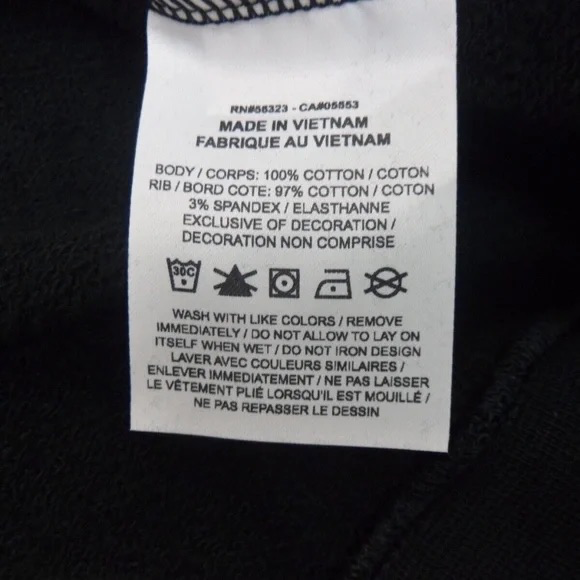 RN#56323 - CA#05553
MADE IN VIETNAM
FABRIQUE AU VIETNAM
BODY / CORPS: 100% COTTON / COTON
RIB / BORD COTE: 97% COTTON / COTON
3% SPANDEX / ELASTHANNE
EXCLUSIVE OF DECORATION /
DECORATION NON COMPRISE
30C
WASH WITH LIKE COLORS / REMOVE
IMMEDIATELY / DO NOT ALLOW TO LAY ON
ITSELF WHEN WET / DO NOT IRON DESIGN
LAVER AVEC COULEURS SIMILAIRES /
ENLEVER IMMEDIATEMENT / NE PAS LAISSER
LE VÊTEMENT PLIÉ LORSQU'IL EST MOUILLÉ /
NE PAS REPASSER LE DESSIN